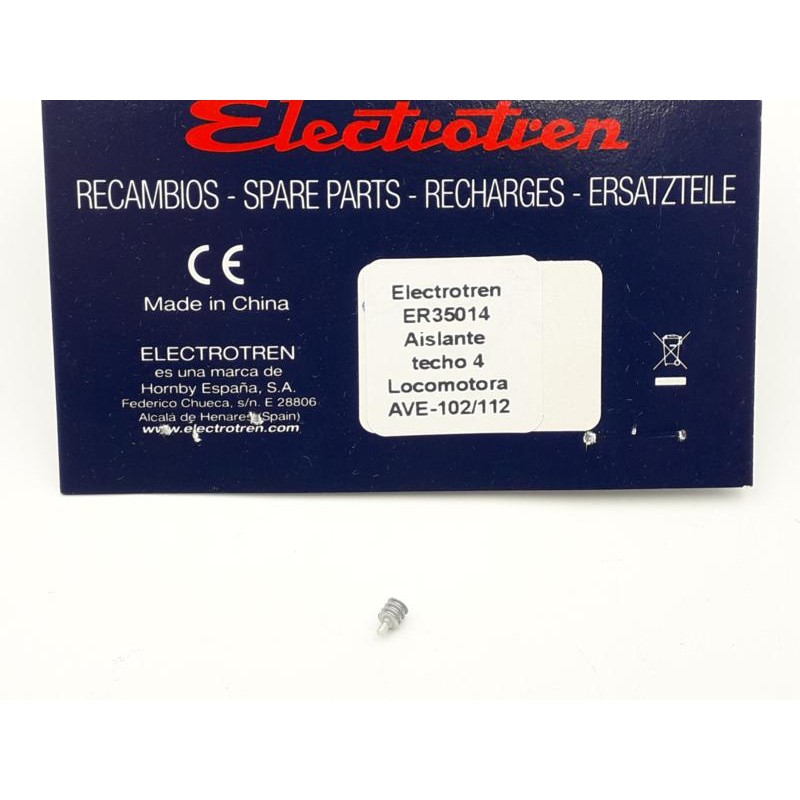 Electrotren
RECAMBIOS - SPARE PARTS - RECHARGES - ERSATZTEILE
CE
Made in China
ELECTROTREN
es una marca de
Hornby España, S.A.
Federico Chueca, s/n. E 28806
Alcalá de Henares (Spain)
www.electrotren.com
Electrotren
ER35014
Aislante
techo 4
Locomotora
AVE-102/112